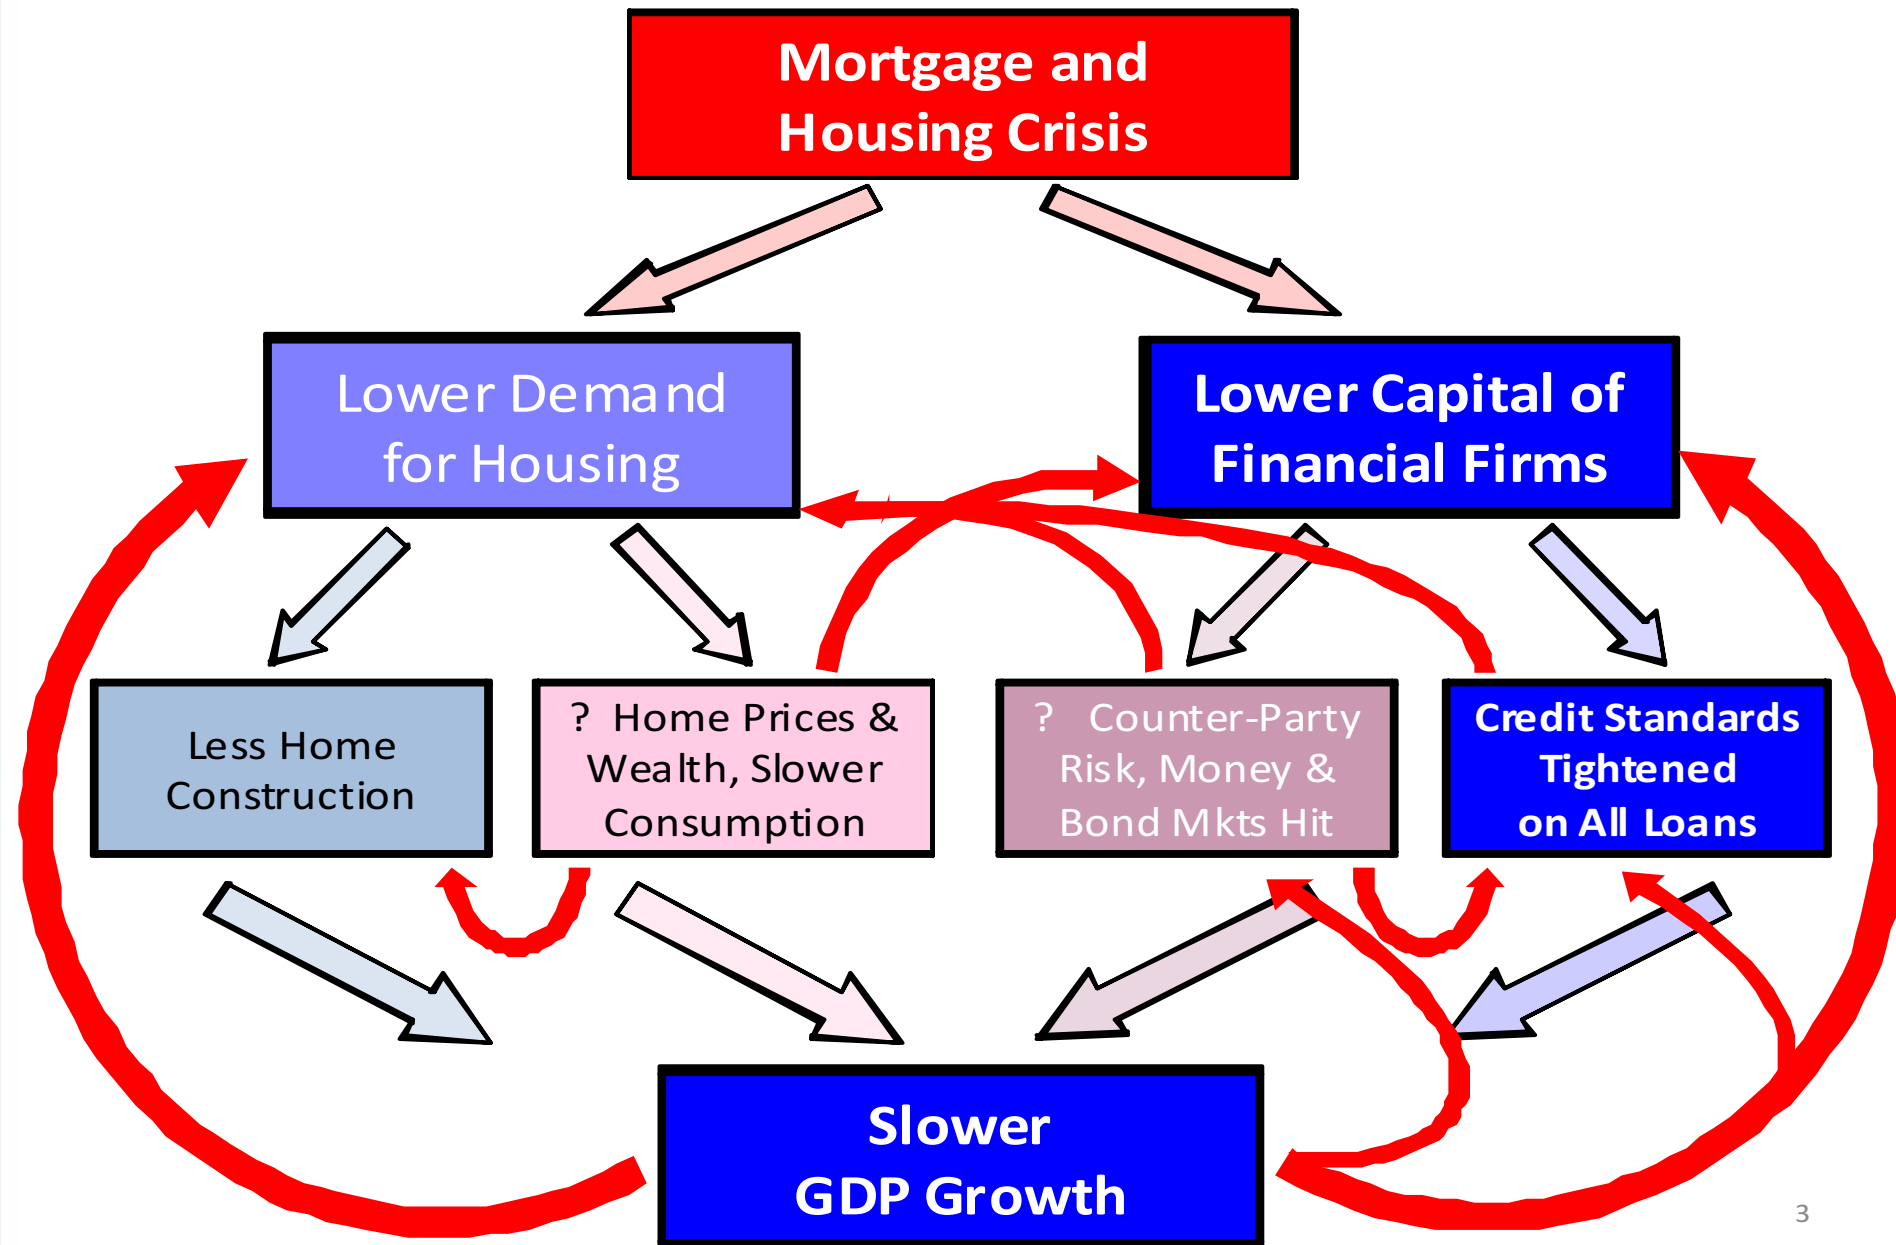 Mortgage and
Housing Crisis
Lower Demand
for Housing
Lower Capital of
Financial Firms
Less Home
Construction
? Home Prices &
Wealth, Slower
Consumption
? Counter-Party
Risk, Money &
Bond Mkts Hit
Credit Standards
Tightened
on All Loans
Slower
GDP Growth
3